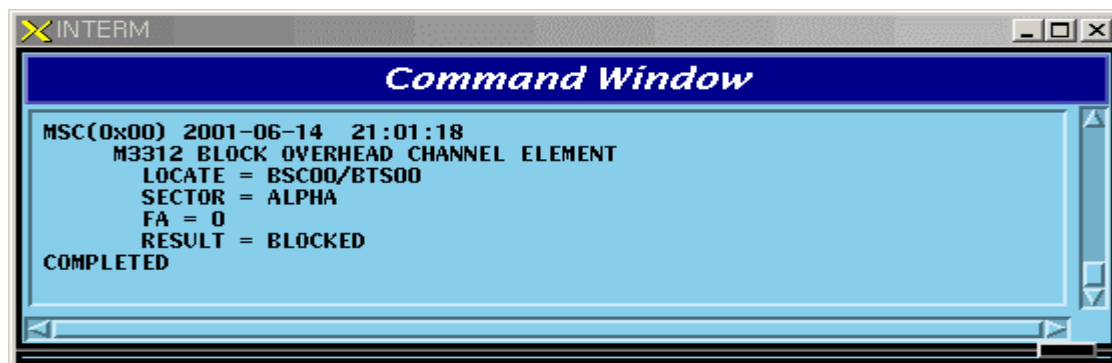 INTERM
Command Window
MSC(0x00) 2001-06-14 21:01:18
M3312 BLOCK OVERHEAD CHANNEL ELEMENT
LOCATE = BSC00/BTS00
SECTOR = ALPHA
FA = 0
RESULT = BLOCKED
COMPLETED